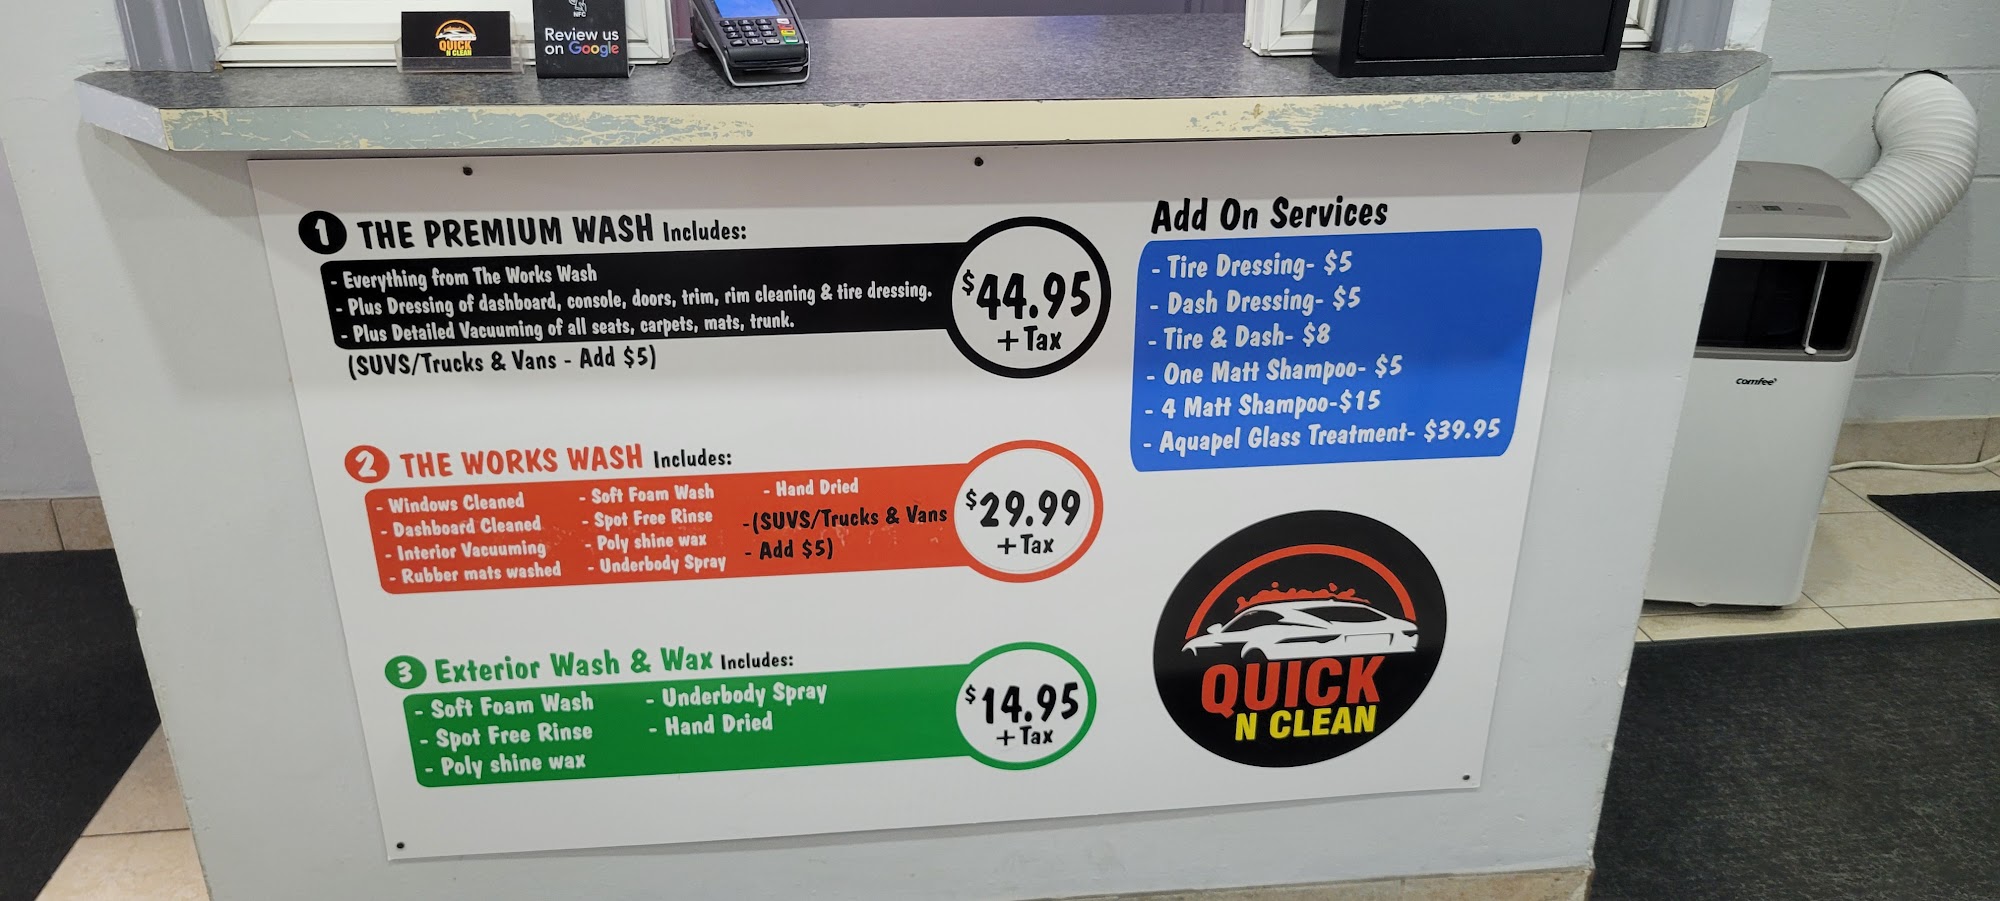 QUICK
N CLEAN
NFC
Review us
on Google
1 THE PREMIUM WASH Includes:
- Everything from The Works Wash
- Plus Dressing of dashboard, console, doors, trim, rim cleaning & tire dressing.
- Plus Detailed Vacuuming of all seats, carpets, mats, trunk.
(SUVS/Trucks & Vans - Add $5)
$44.95
+ Tax
2 THE WORKS WASH Includes:
- Windows Cleaned
- Dashboard Cleaned
- Interior Vacuuming
- Rubber mats washed
- Soft Foam Wash
- Spot Free Rinse
- Poly shine wax
- Underbody Spray
- Hand Dried
-(SUVS/Trucks & Vans
- Add $5)
$29.99
+ Tax
3 Exterior Wash & Wax Includes:
- Soft Foam Wash
- Spot Free Rinse
- Poly shine wax
- Underbody Spray
- Hand Dried
$14.95
+ Tax
Add On Services
- Tire Dressing- $5
- Dash Dressing- $5
- Tire & Dash- $8
- One Matt Shampoo- $5
- 4 Matt Shampoo-$15
- Aquapel Glass Treatment- $39.95
QUICK
N CLEAN
comfee'